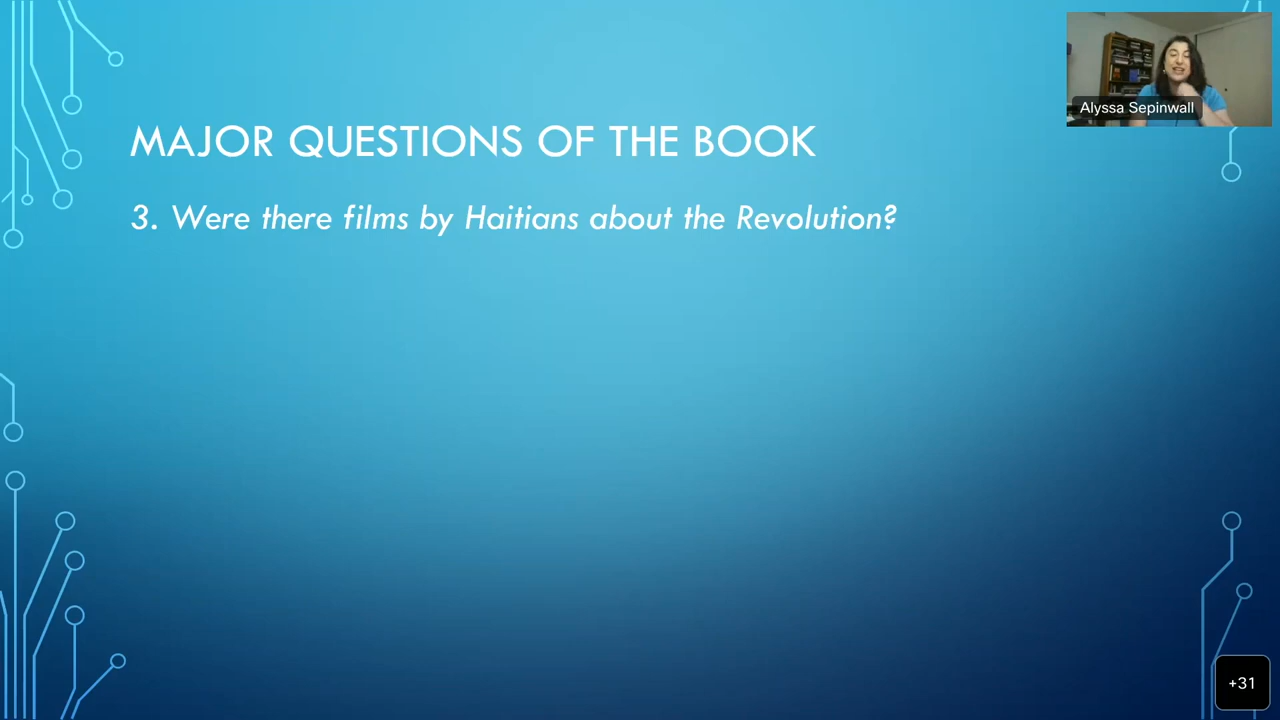 Alyssa Sepinwall
MAJOR QUESTIONS OF THE BOOK
3. Were there films by Haitians about the Revolution?
+31